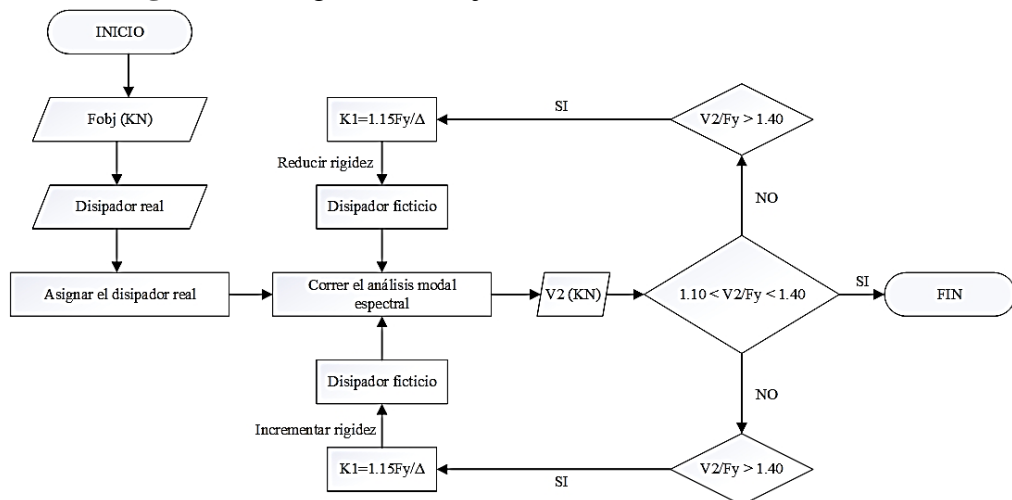 INICIO
Fobj (KN)
Disipador real
Asignar el disipador real
K1=1.15Fy/Δ
SI
V2/Fy > 1.40
Reducir rigidez
Disipador ficticio
NO
Correr el análisis modal
espectral
V2 (KN)
1.10 < V2/Fy < 1.40
SI
FIN
Disipador ficticio
NO
Incrementar rigidez
K1=1.15Fy/Δ
SI
V2/Fy > 1.40